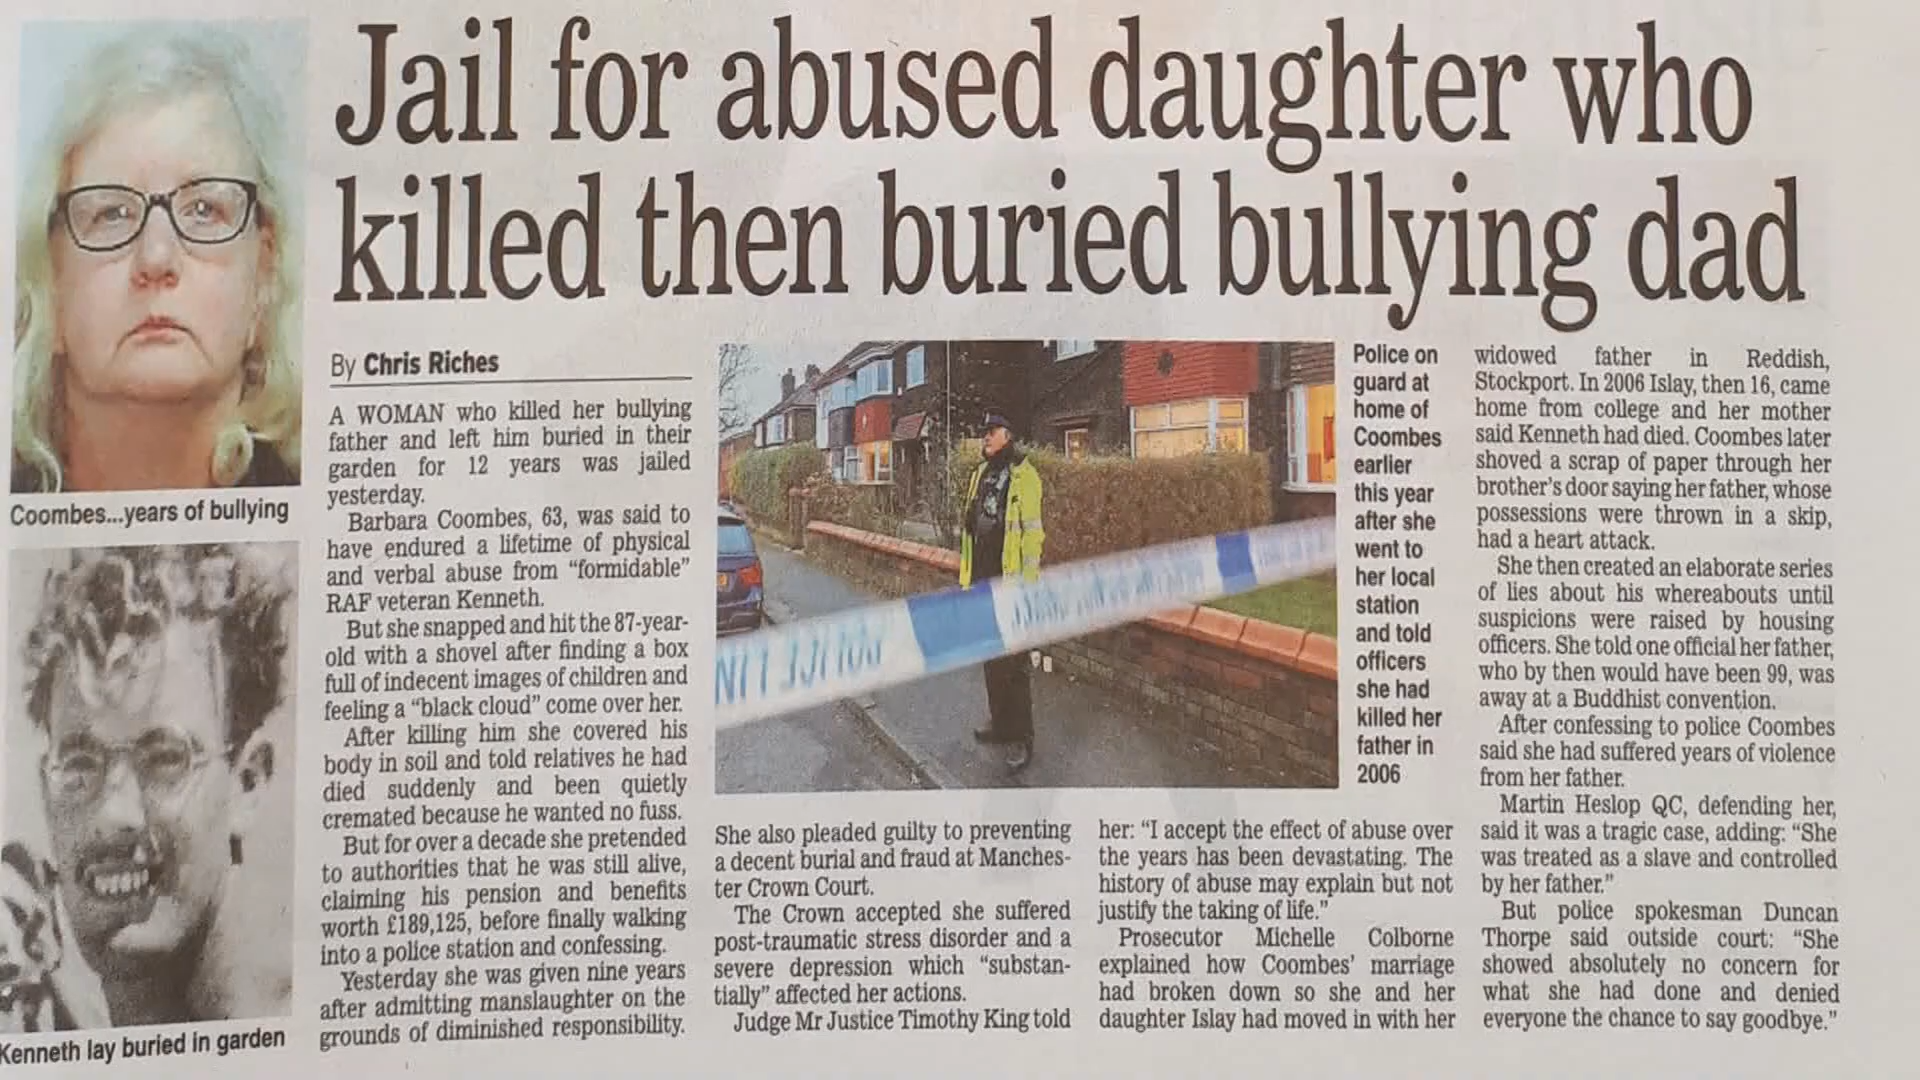 Jail for abused daughter who
killed then buried bullying dad
Coombes...years of bullying
Kenneth lay buried in garden
By Chris Riches
A WOMAN who killed her bullying
father and left him buried in their
garden for 12 years was jailed
yesterday.
Barbara Coombes, 63, was said to
have endured a lifetime of physical
and verbal abuse from “formidable”
RAF veteran Kenneth.
But she snapped and hit the 87-year-
old with a shovel after finding a box
full of indecent images of children and
feeling a “black cloud” come over her.
After killing him she covered his
body in soil and told relatives he had
died suddenly and been quietly
cremated because he wanted no fuss.
But for over a decade she pretended
to authorities that he was still alive,
claiming his pension and benefits
worth £189,125, before finally walking
into a police station and confessing.
Yesterday she was given nine years
after admitting manslaughter on the
grounds of diminished responsibility.
She also pleaded guilty to preventing
a decent burial and fraud at Manches-
ter Crown Court.
The Crown accepted she suffered
post-traumatic stress disorder and a
severe depression which “substan-
tially” affected her actions.
Judge Mr Justice Timothy King told
her: “I accept the effect of abuse over
the years has been devastating. The
history of abuse may explain but not
justify the taking of life.”
Prosecutor Michelle Colborne
explained how Coombes’ marriage
had broken down so she and her
daughter Islay had moved in with her
Police on
guard at
home of
Coombes
earlier
this year
after she
went to
her local
station
and told
officers
she had
killed her
father in
2006
widowed father in Reddish,
Stockport. In 2006 Islay, then 16, came
home from college and her mother
said Kenneth had died. Coombes later
shoved a scrap of paper through her
brother’s door saying her father, whose
possessions were thrown in a skip,
had a heart attack.
She then created an elaborate series
of lies about his whereabouts until
suspicions were raised by housing
officers. She told one official her father,
who by then would have been 99, was
away at a Buddhist convention.
After confessing to police Coombes
said she had suffered years of violence
from her father.
Martin Heslop QC, defending her,
said it was a tragic case, adding: “She
was treated as a slave and controlled
by her father.”
But police spokesman Duncan
Thorpe said outside court: “She
showed absolutely no concern for
what she had done and denied
everyone the chance to say goodbye.”